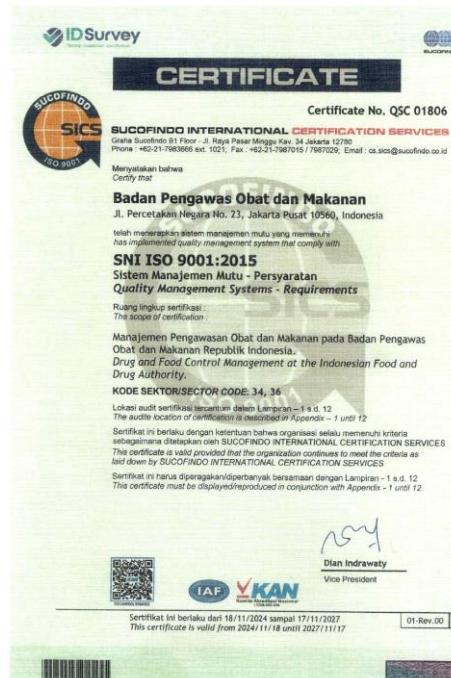 IDSurvey
SUCOFINDO
CERTIFICATE
Certificate No. QSC 01806
SUCOFINDO
SICS
ISO 9001
SUCOFINDO INTERNATIONAL CERTIFICATION SERVICES
Graha Sucofindo B1 Floor - Jl. Raya Pasar Minggu Kav. 34 Jakarta 12780
Phone : +62-21-7983666 ext. 1021; Fax : +62-21-7987015 / 7987029; Email : cs.sics@sucofindo.co.id
Menyatakan bahwa
Certify that
Badan Pengawas Obat dan Makanan
Jl. Percetakan Negara No. 23, Jakarta Pusat 10560, Indonesia
telah menerapkan sistem manajemen mutu yang memenuhi
has implemented quality management system that comply with
SNI ISO 9001:2015
Sistem Manajemen Mutu - Persyaratan
Quality Management Systems - Requirements
Ruang lingkup sertifikasi :
The scope of certification :
Manajemen Pengawasan Obat dan Makanan pada Badan Pengawas
Obat dan Makanan Republik Indonesia.
Drug and Food Control Management at the Indonesian Food and
Drug Authority.
KODE SEKTOR/SECTOR CODE: 34, 36
Lokasi audit sertifikasi tercantum dalam Lampiran – 1 s.d. 12
The audite location of certification is described in Appendix – 1 until 12
Sertifikat ini berlaku dengan ketentuan bahwa organisasi selalu memenuhi kriteria
sebagaimana ditetapkan oleh SUCOFINDO INTERNATIONAL CERTIFICATION SERVICES
This certificate is valid provided that the organization continues to meet the criteria as
laid down by SUCOFINDO INTERNATIONAL CERTIFICATION SERVICES
Sertifikat ini harus diperagakan/diperbanyak bersamaan dengan Lampiran - 1 s.d. 12
This certificate must be displayed/reproduced in conjunction with Appendix - 1 until 12
Dian Indrawaty
Vice President
IAF
KAN
Komite Akreditasi Nasional
Sertifikat ini berlaku dari 18/11/2024 sampai 17/11/2027
This certificate is valid from 2024/11/18 until 2027/11/17
01-Rev.00